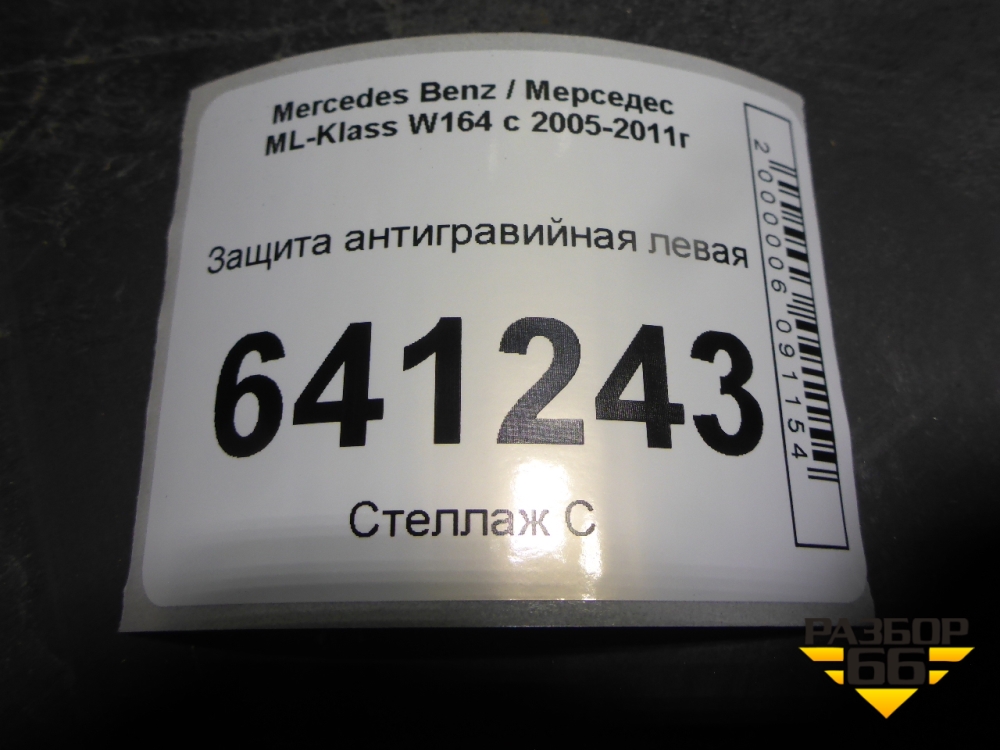 Mercedes Benz / Мерседес
ML-Klass W164 с 2005-2011г
Защита антигравийная левая
641243
Стеллаж С
2000006091154
РАЗБОР
66